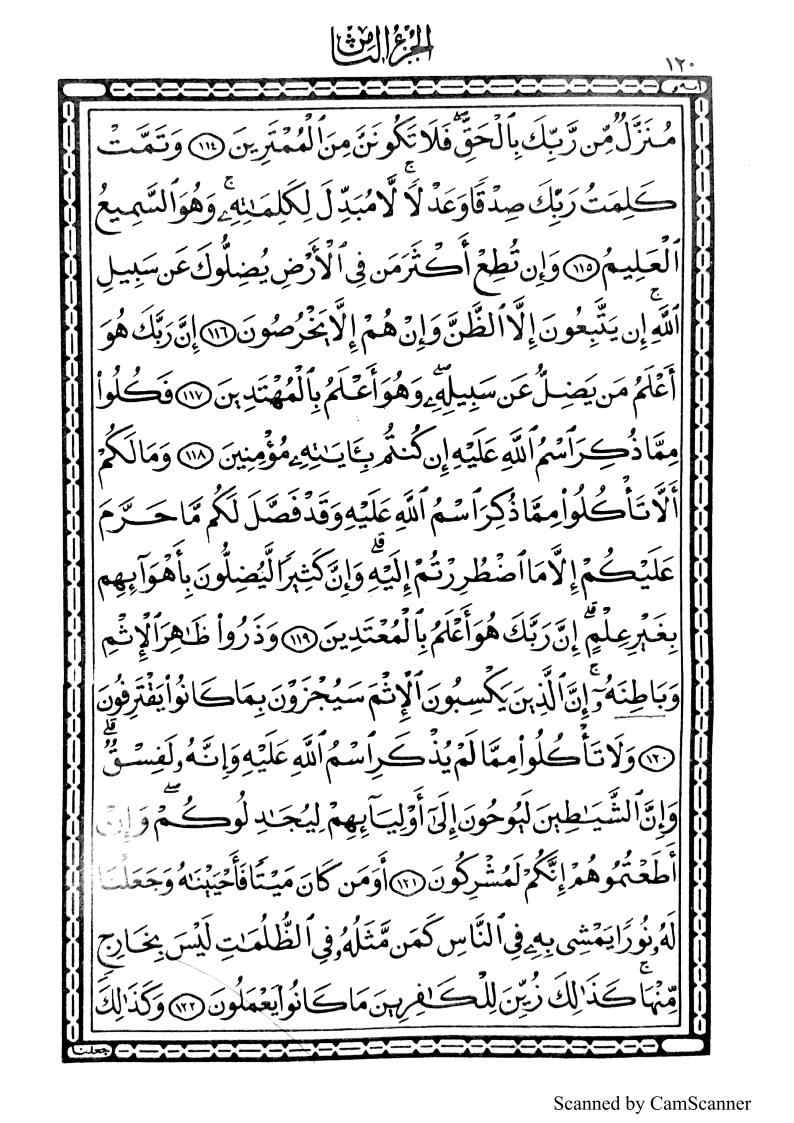 ١٢٠
الجزء الثامن
مُنَزَّلٌ مِّن رَّبِّكَ بِالْحَقِّ ۖ فَلَا تَكُونَنَّ مِنَ الْمُمْتَرِينَ ١١٤ وَتَمَّتْ
كَلِمَتُ رَبِّكَ صِدْقًا وَعَدْلًا ۚ لَّا مُبَدِّلَ لِكَلِمَٰتِهِۦ ۚ وَهُوَ السَّمِيعُ
الْعَلِيمُ ١١٥ وَإِن تُطِعْ أَكْثَرَ مَن فِي الْأَرْضِ يُضِلُّوكَ عَن سَبِيلِ
اللَّهِ ۚ إِن يَتَّبِعُونَ إِلَّا الظَّنَّ وَإِنْ هُمْ إِلَّا يَخْرُصُونَ ١١٦ إِنَّ رَبَّكَ هُوَ
أَعْلَمُ مَن يَضِلُّ عَن سَبِيلِهِۦ ۖ وَهُوَ أَعْلَمُ بِالْمُهْتَدِينَ ١١٧ فَكُلُوا۟
مِمَّا ذُكِرَ اسْمُ اللَّهِ عَلَيْهِ إِن كُنتُم بِـَٔايَٰتِهِۦ مُؤْمِنِينَ ١١٨ وَمَا لَكُمْ
أَلَّا تَأْكُلُوا۟ مِمَّا ذُكِرَ اسْمُ اللَّهِ عَلَيْهِ وَقَدْ فَصَّلَ لَكُم مَّا حَرَّمَ
عَلَيْكُمْ إِلَّا مَا اضْطُرِرْتُمْ إِلَيْهِ ۗ وَإِنَّ كَثِيرًا لَّيُضِلُّونَ بِأَهْوَآئِهِم
بِغَيْرِ عِلْمٍ ۗ إِنَّ رَبَّكَ هُوَ أَعْلَمُ بِالْمُعْتَدِينَ ١١٩ وَذَرُوا۟ ظَٰهِرَ الْإِثْمِ
وَبَاطِنَهُۥٓ ۚ إِنَّ الَّذِينَ يَكْسِبُونَ الْإِثْمَ سَيُجْزَوْنَ بِمَا كَانُوا۟ يَقْتَرِفُونَ
١٢٠ وَلَا تَأْكُلُوا۟ مِمَّا لَمْ يُذْكَرِ اسْمُ اللَّهِ عَلَيْهِ وَإِنَّهُۥ لَفِسْقٌ ۗ
وَإِنَّ الشَّيَٰطِينَ لَيُوحُونَ إِلَىٰٓ أَوْلِيَآئِهِمْ لِيُجَٰدِلُوكُمْ ۖ وَإِنْ
أَطَعْتُمُوهُمْ إِنَّكُمْ لَمُشْرِكُونَ ١٢١ أَوَمَن كَانَ مَيْتًا فَأَحْيَيْنَٰهُ وَجَعَلْنَا
لَهُۥ نُورًا يَمْشِي بِهِۦ فِي النَّاسِ كَمَن مَّثَلُهُۥ فِي الظُّلُمَٰتِ لَيْسَ بِخَارِجٍ
مِّنْهَا ۚ كَذَٰلِكَ زُيِّنَ لِلْكَٰفِرِينَ مَا كَانُوا۟ يَعْمَلُونَ ١٢٢ وَكَذَٰلِكَ
جعلنا
Scanned by CamScanner